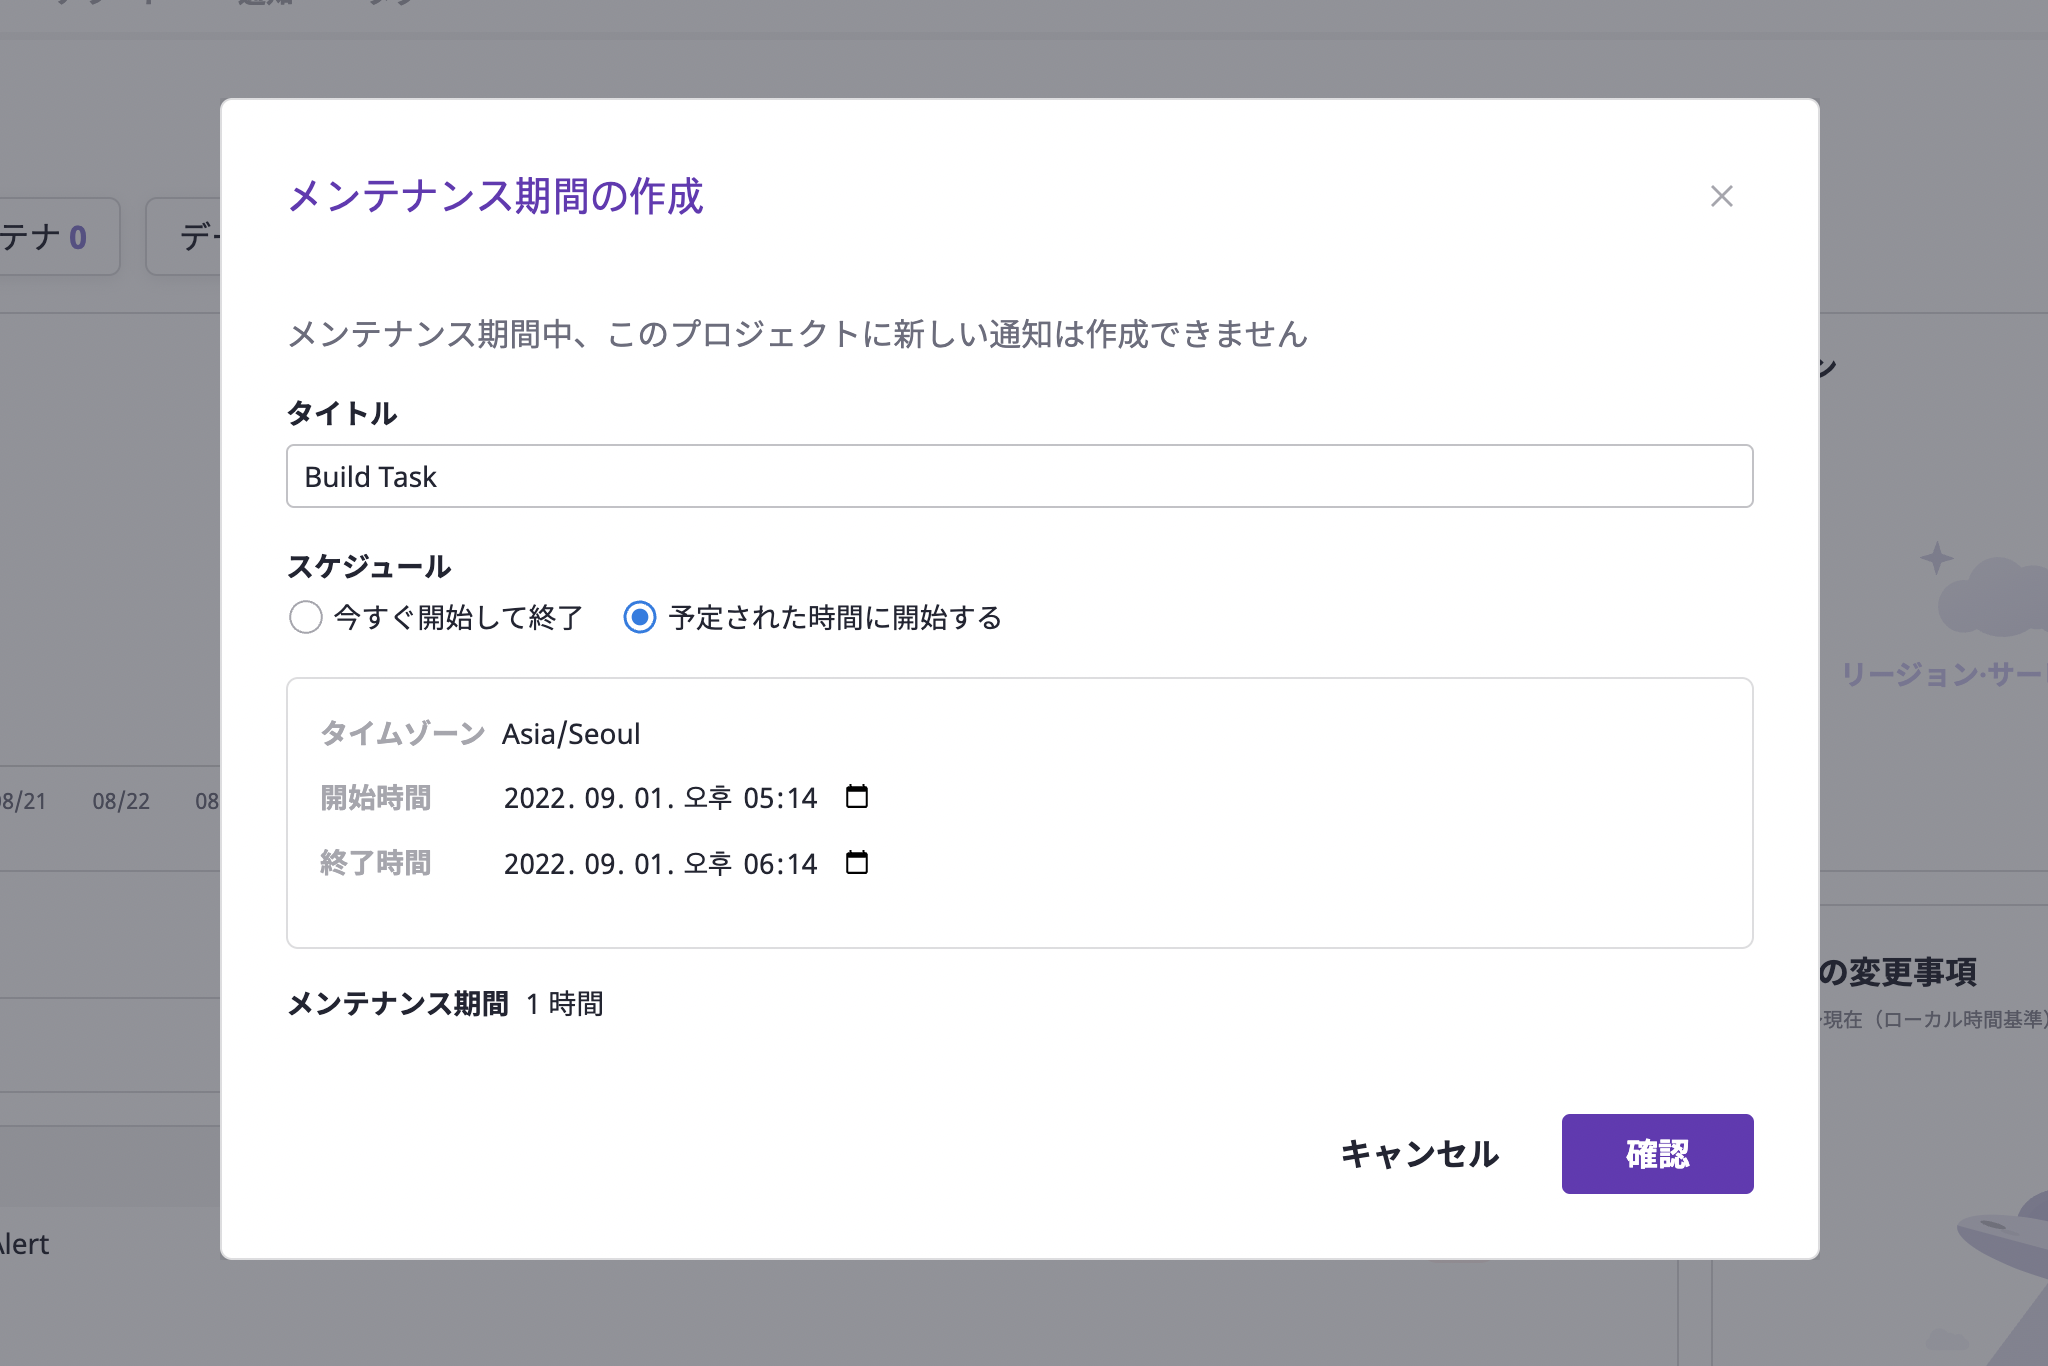 通知
テナ 0
デー
メンテナンス期間の作成
メンテナンス期間中、このプロジェクトに新しい通知は作成できません
タイトル
Build Task
スケジュール
今すぐ開始して終了 予定された時間に開始する
タイムゾーン Asia/Seoul
開始時間 2022. 09. 01. 오후 05:14
終了時間 2022. 09. 01. 오후 06:14
メンテナンス期間 1 時間
キャンセル 確認
08/21 08/22 08
Alert
ン
リージョン·サー
の変更事項
現在（ローカル時間基準）